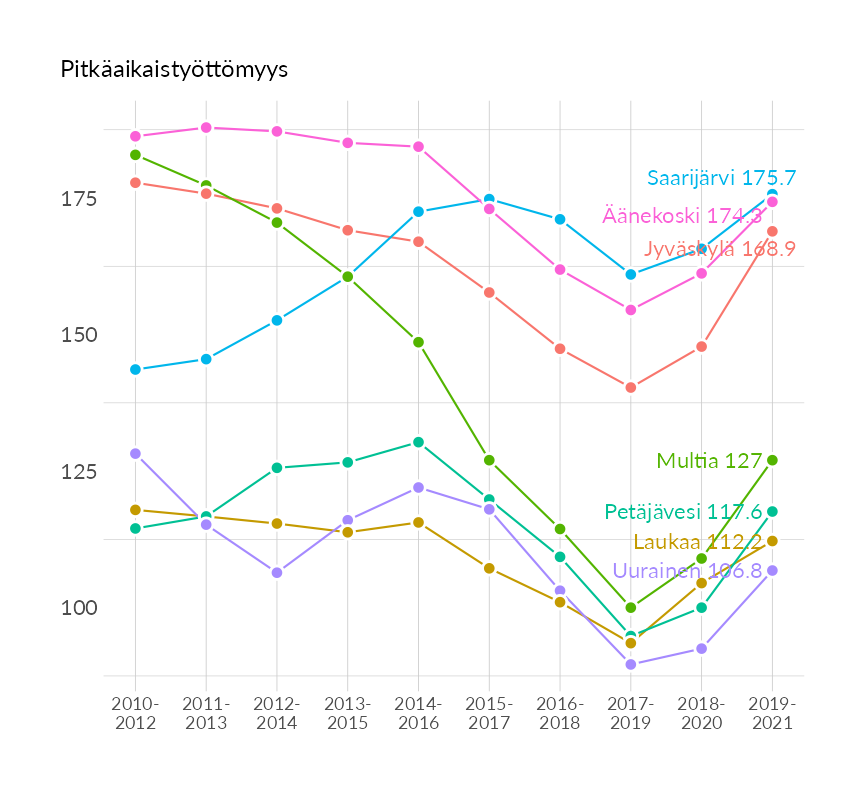 Pitkäaikaistyöttömyys
175
150
125
100
Saarijärvi 175.7
Äänekoski 174.3
Jyväskylä 168.9
Multia 127
Petäjävesi 117.6
Laukaa 112.2
Uurainen 106.8
2010- 2011- 2012- 2013- 2014- 2015- 2016- 2017- 2018- 2019-
2012 2013 2014 2015 2016 2017 2018 2019 2020 2021